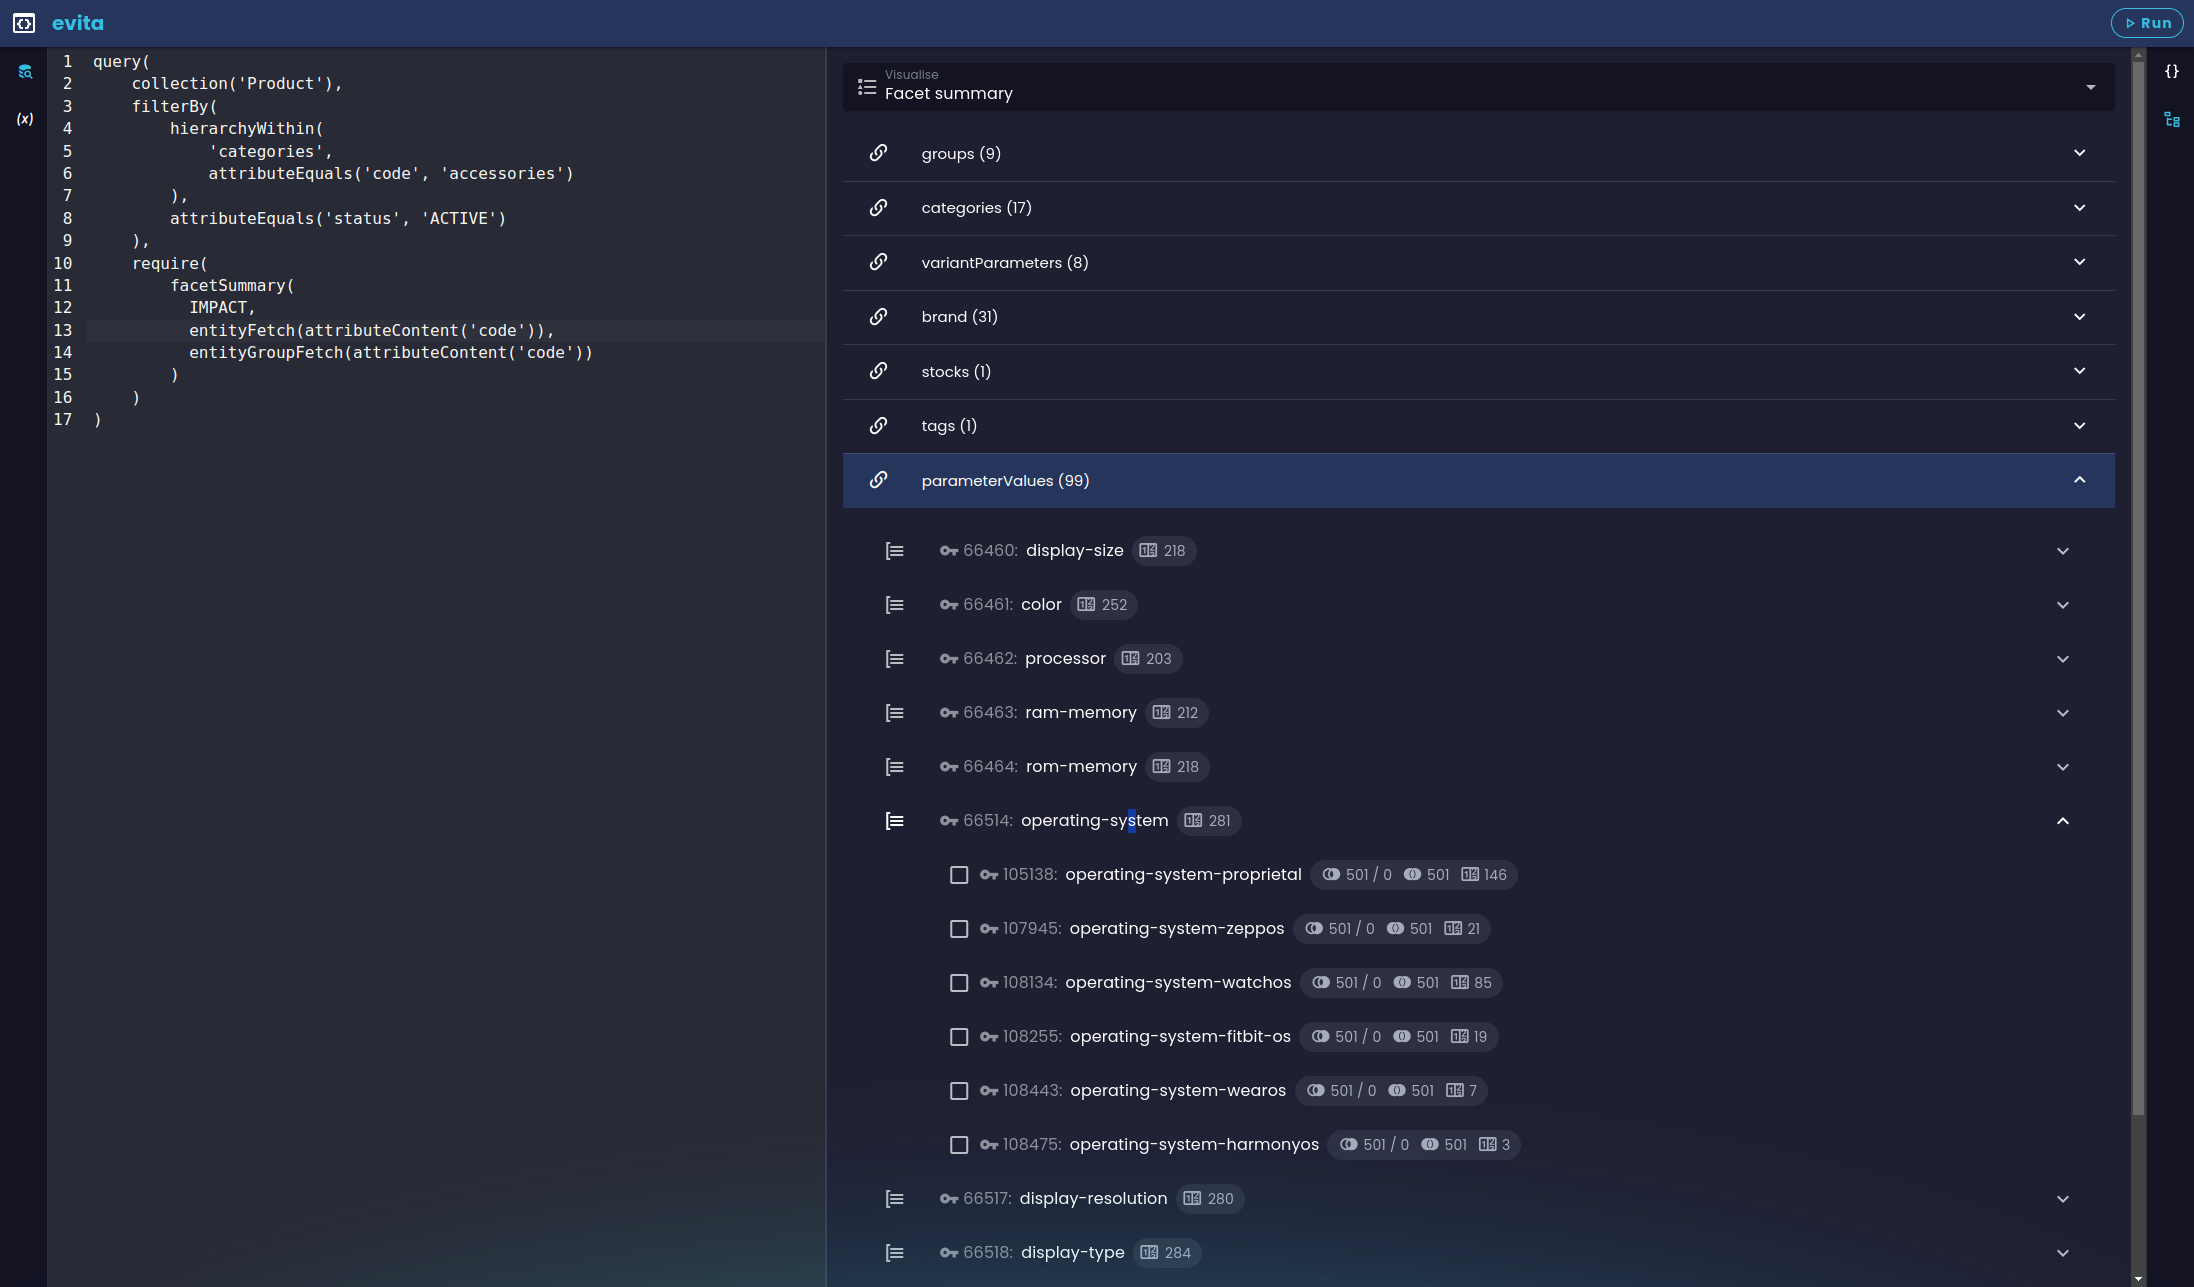 evita
Run
1 query(
2 collection('Product'),
3 filterBy(
4 hierarchyWithin(
5 'categories',
6 attributeEquals('code', 'accessories')
7 ),
8 attributeEquals('status', 'ACTIVE')
9 ),
10 require(
11 facetSummary(
12 IMPACT,
13 entityFetch(attributeContent('code')),
14 entityGroupFetch(attributeContent('code'))
15 )
16 )
17 )
(x)
{}
Visualise
Facet summary
groups (9)
categories (17)
variantParameters (8)
brand (31)
stocks (1)
tags (1)
parameterValues (99)
66460: display-size 218
66461: color 252
66462: processor 203
66463: ram-memory 212
66464: rom-memory 218
66514: operating-system 281
105138: operating-system-proprietal 501 / 0 501 146
107945: operating-system-zeppos 501 / 0 501 21
108134: operating-system-watchos 501 / 0 501 85
108255: operating-system-fitbit-os 501 / 0 501 19
108443: operating-system-wearos 501 / 0 501 7
108475: operating-system-harmonyos 501 / 0 501 3
66517: display-resolution 280
66518: display-type 284